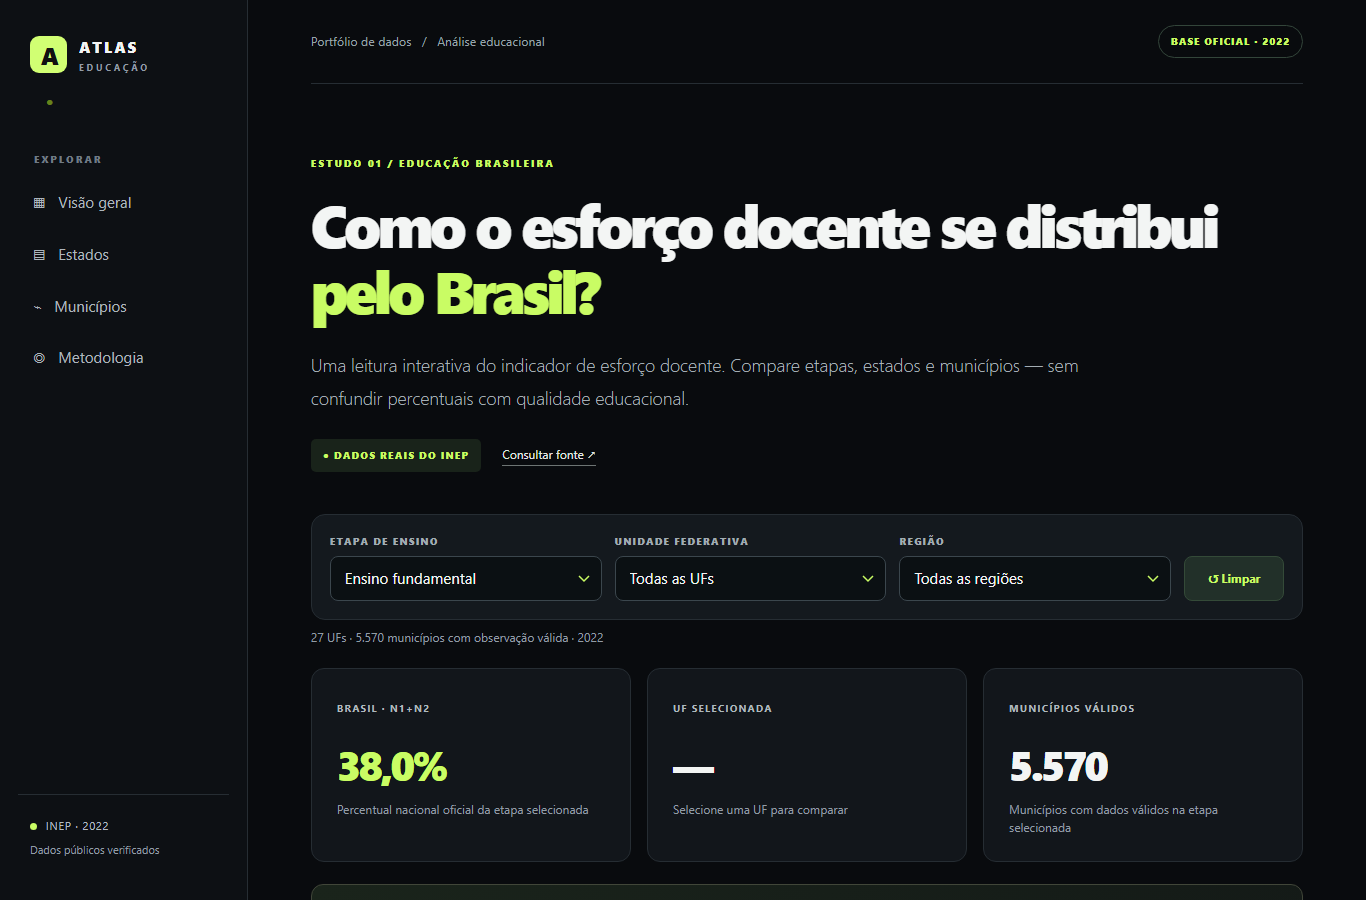 A
ATLAS
EDUCAÇÃO
EXPLORAR
Visão geral
Estados
Municípios
Metodologia
INEP · 2022
Dados públicos verificados
Portfólio de dados / Análise educacional
BASE OFICIAL · 2022
ESTUDO 01 / EDUCAÇÃO BRASILEIRA
Como o esforço docente se distribui
pelo Brasil?
Uma leitura interativa do indicador de esforço docente. Compare etapas, estados e municípios — sem
confundir percentuais com qualidade educacional.
• DADOS REAIS DO INEP
Consultar fonte ↗
ETAPA DE ENSINO
Ensino fundamental
UNIDADE FEDERATIVA
Todas as UFs
REGIÃO
Todas as regiões
↺ Limpar
27 UFs · 5.570 municípios com observação válida · 2022
BRASIL · N1+N2
38,0%
Percentual nacional oficial da etapa selecionada
UF SELECIONADA
—
Selecione uma UF para comparar
MUNICÍPIOS VÁLIDOS
5.570
Municípios com dados válidos na etapa
selecionada